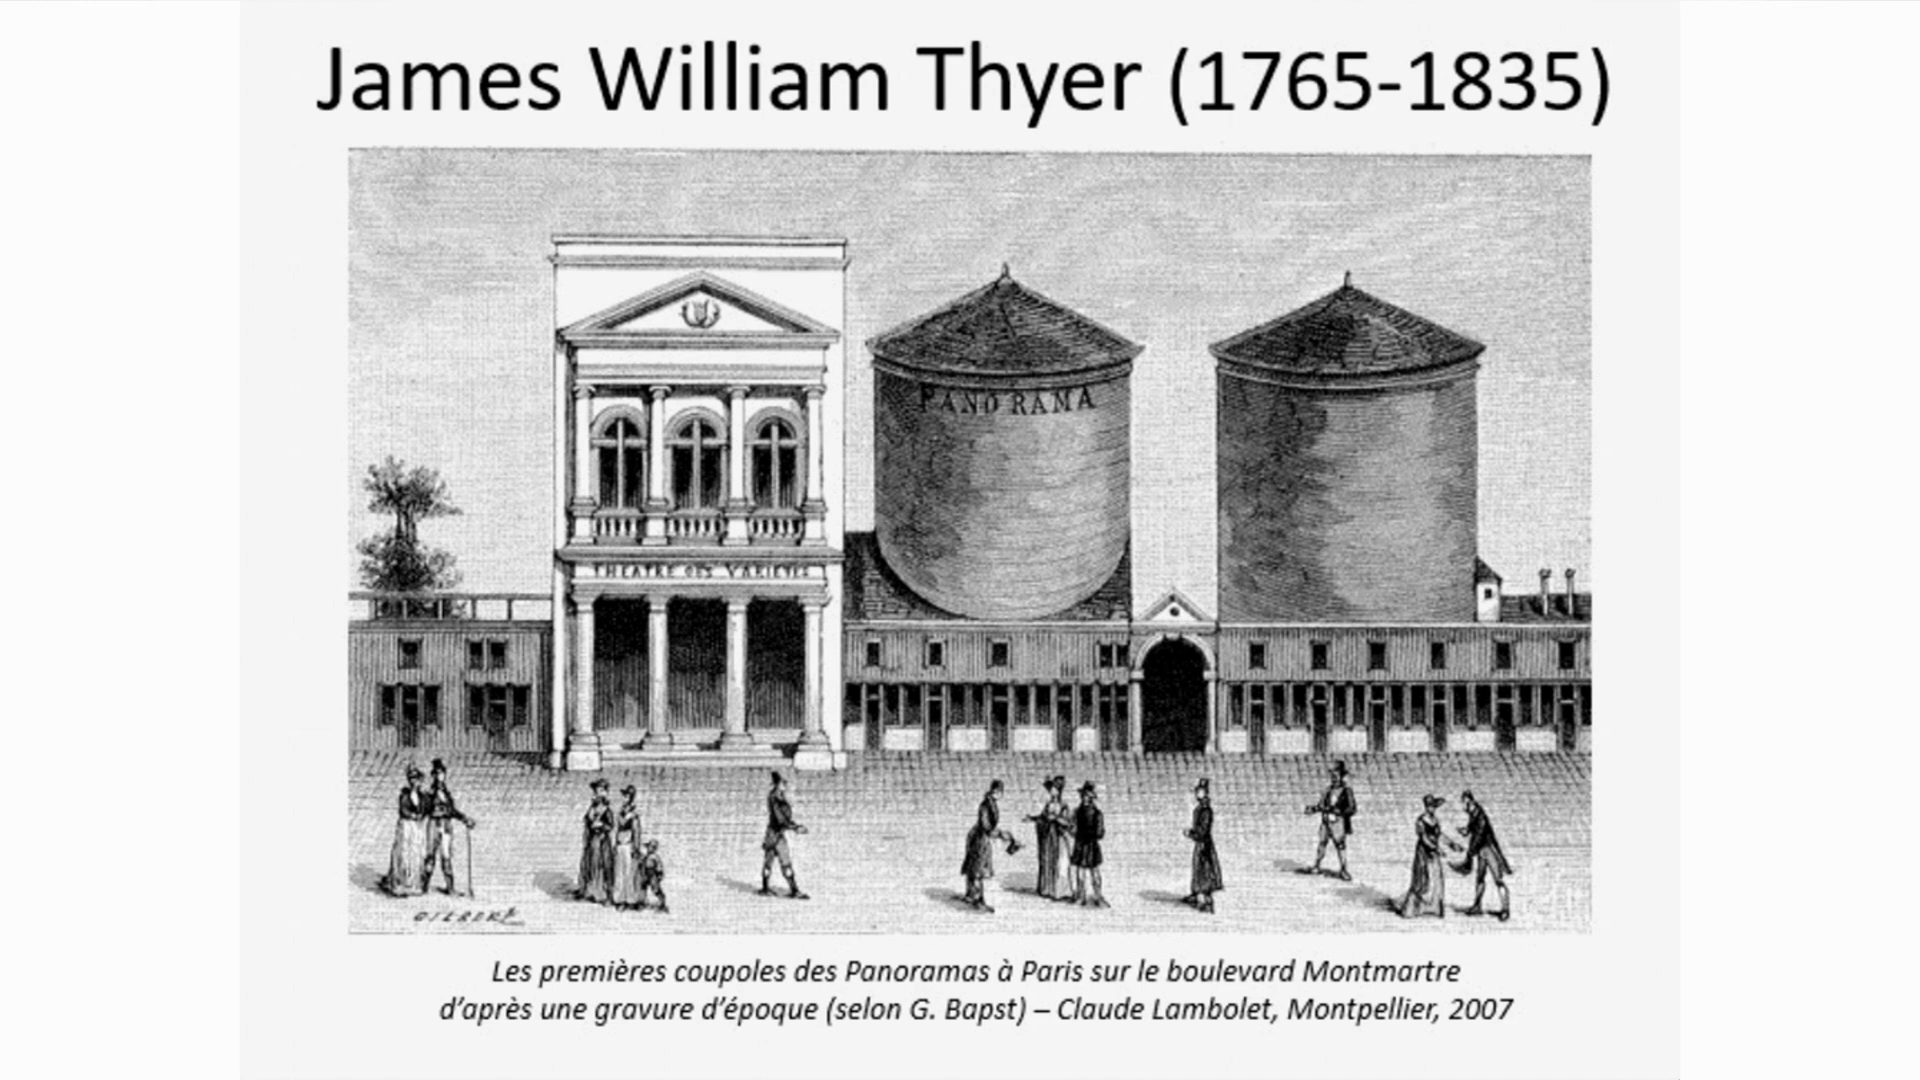 James William Thyer (1765-1835)
PANORAMA
THEATRE DES VARIETES
Les premières coupoles des Panoramas à Paris sur le boulevard Montmartre
d’après une gravure d’époque (selon G. Bapst) – Claude Lambolet, Montpellier, 2007